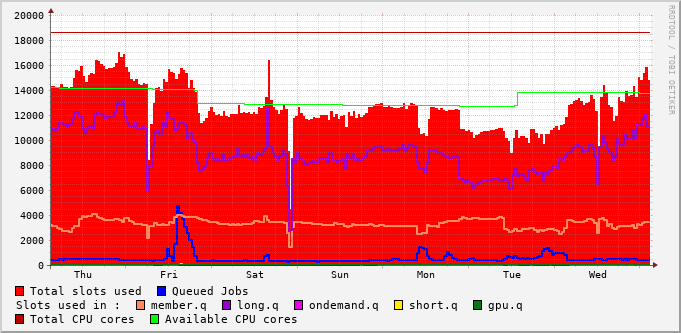 RRDTOOL / TOBI OETIKER
20000
18000
16000
14000
12000
10000
8000
6000
4000
2000
0
Thu Fri Sat Sun Mon Tue Wed
Total slots used Queued Jobs
Slots used in : member.q long.q ondemand.q short.q gpu.q
Total CPU cores Available CPU cores